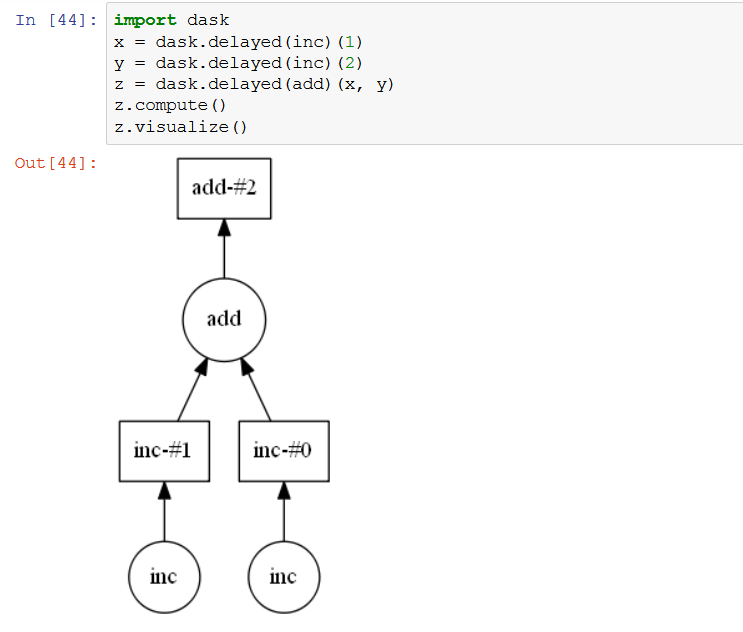 In [44]: import dask
x = dask.delayed(inc)(1)
y = dask.delayed(inc)(2)
z = dask.delayed(add)(x, y)
z.compute()
z.visualize()
Out[44]:
add-#2
add
inc-#1 inc-#0
inc inc